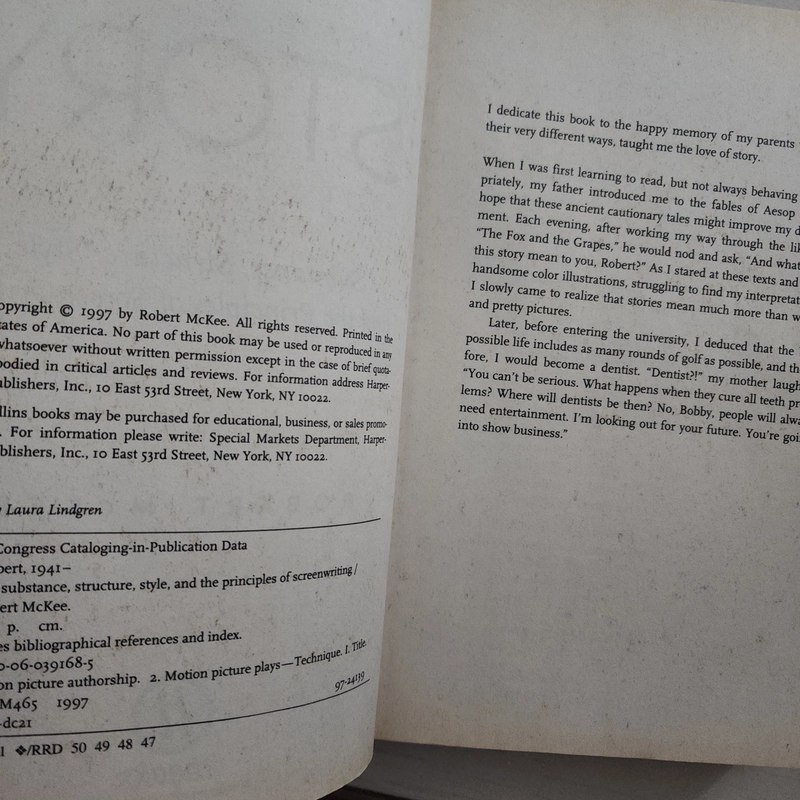 opyright © 1997 by Robert McKee. All rights reserved. Printed in the
tates of America. No part of this book may be used or reproduced in any
whatsoever without written permission except in the case of brief quota-
bodied in critical articles and reviews. For information address Harper-
ublishers, Inc., 10 East 53rd Street, New York, NY 10022.
llins books may be purchased for educational, business, or sales promo-
. For information please write: Special Markets Department, Harper-
blishers, Inc., 10 East 53rd Street, New York, NY 10022.
Laura Lindgren
Congress Cataloging-in-Publication Data
bert, 1941–
substance, structure, style, and the principles of screenwriting /
ert McKee.
p. cm.
es bibliographical references and index.
0-06-039168-5
on picture authorship. 2. Motion picture plays—Technique. I. Title.
M465 1997
97-24139
-dc21
❖/RRD 50 49 48 47
I dedicate this book to the happy memory of my parents
their very different ways, taught me the love of story.
When I was first learning to read, but not always behaving
priately, my father introduced me to the fables of Aesop
hope that these ancient cautionary tales might improve my d
ment. Each evening, after working my way through the lik
"The Fox and the Grapes," he would nod and ask, "And what
this story mean to you, Robert?" As I stared at these texts and
handsome color illustrations, struggling to find my interpretat
I slowly came to realize that stories mean much more than w
and pretty pictures.
Later, before entering the university, I deduced that the
possible life includes as many rounds of golf as possible, and th
fore, I would become a dentist. "Dentist?!" my mother laugh
"You can't be serious. What happens when they cure all teeth pr
lems? Where will dentists be then? No, Bobby, people will alwa
need entertainment. I'm looking out for your future. You're goi
into show business."